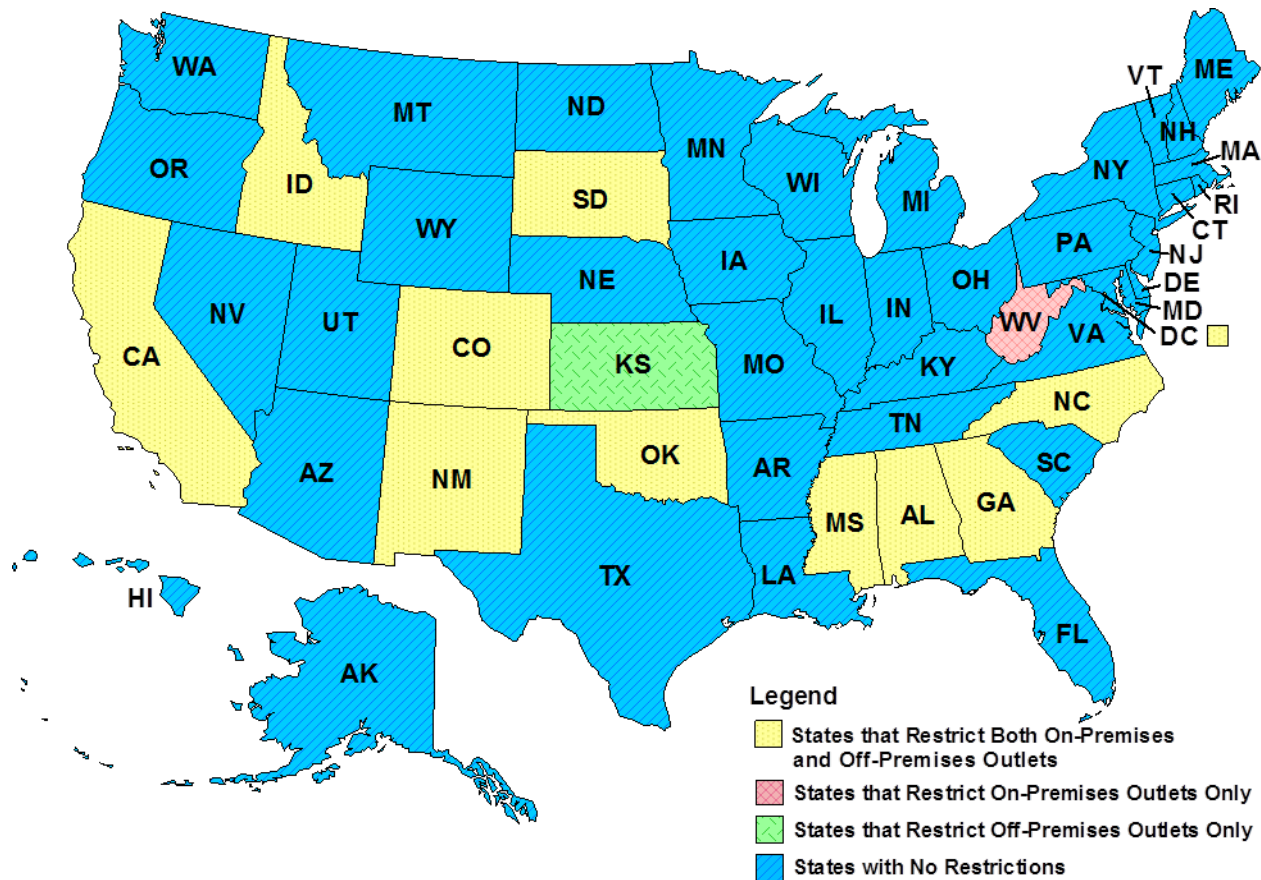 WA
MT
ND
MN
VT
ME
NH
OR
ID
SD
WI
MI
NY
MA
WY
RI
CT
IA
PA
NE
NJ
NV
UT
IL
IN
OH
DE
MD
WV
VA
DC
CA
CO
KS
MO
KY
NC
TN
AZ
NM
OK
AR
SC
MS
AL
GA
TX
LA
HI
FL
AK
Legend
States that Restrict Both On-Premises
and Off-Premises Outlets
States that Restrict On-Premises Outlets Only
States that Restrict Off-Premises Outlets Only
States with No Restrictions